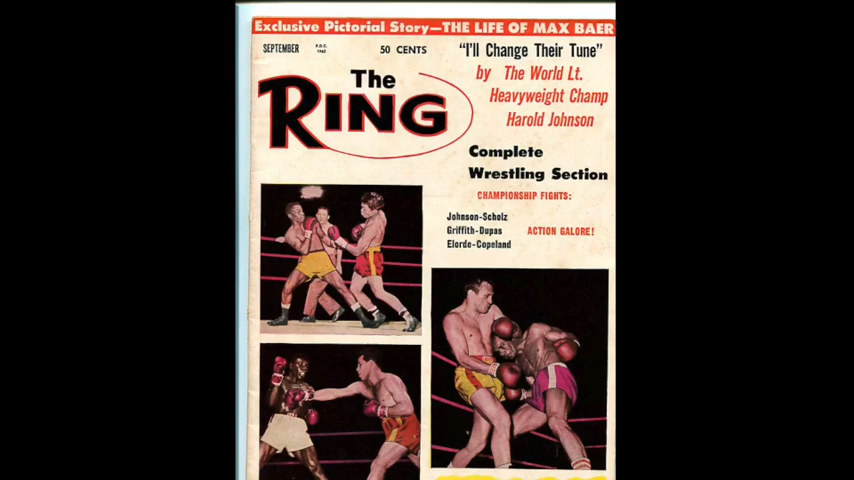 Exclusive Pictorial Story—THE LIFE OF MAX BAER
SEPTEMBER
P.D.C.
1962
50 CENTS
"I'll Change Their Tune"
by The World Lt.
Heavyweight Champ
Harold Johnson
The
RING
Complete
Wrestling Section
CHAMPIONSHIP FIGHTS:
Johnson-Scholz
Griffith-Dupas
Elorde-Copeland
ACTION GALORE!